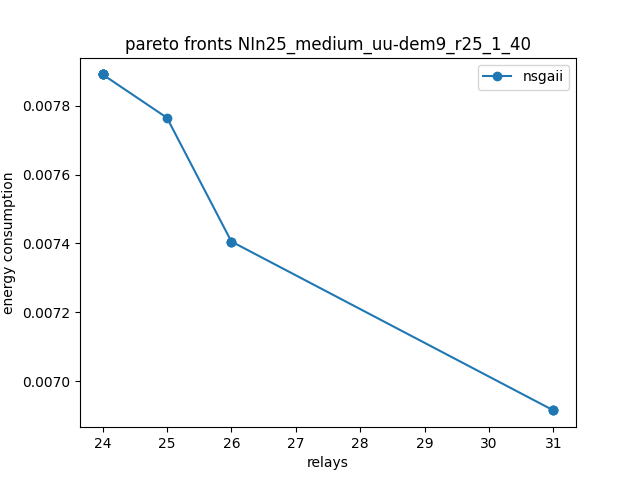 pareto fronts NIn25_medium_uu-dem9_r25_1_40
nsgaii
energy consumption
0.0078
0.0076
0.0074
0.0072
0.0070
24 25 26 27 28 29 30 31
relays